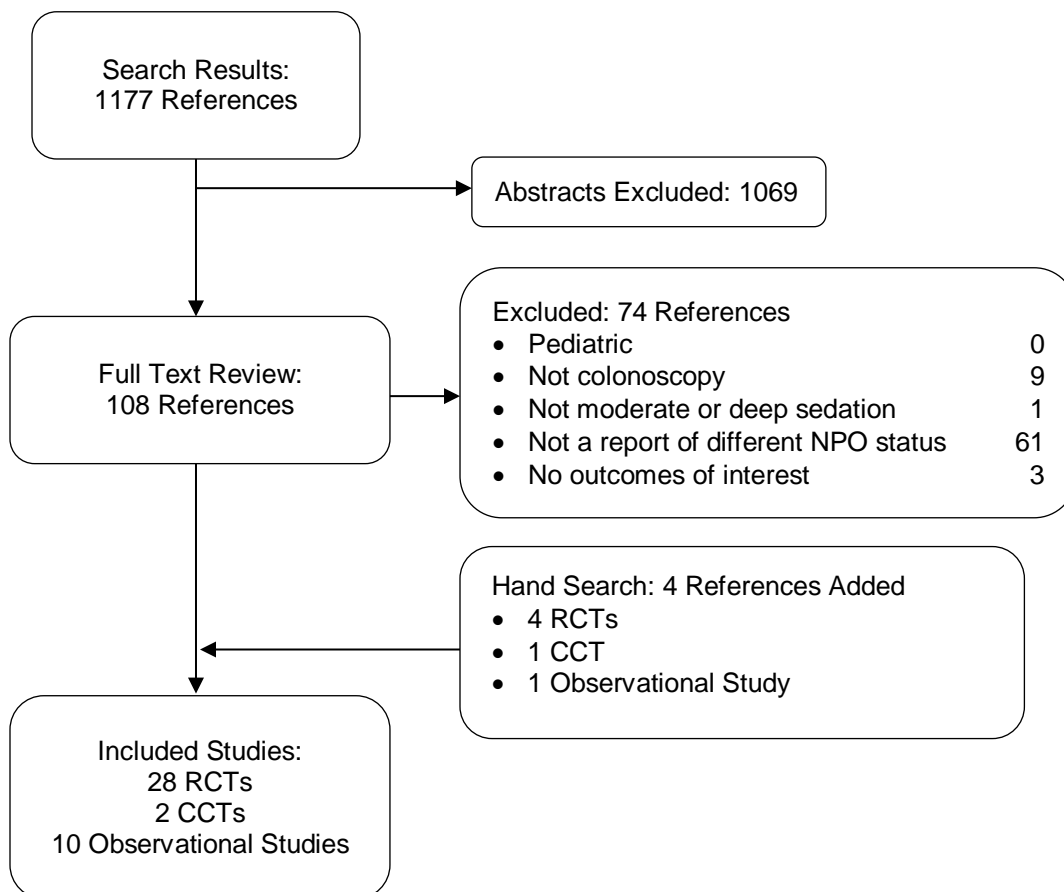 Search Results:
1177 References
Abstracts Excluded: 1069
Full Text Review:
108 References
Excluded: 74 References
• Pediatric 0
• Not colonoscopy 9
• Not moderate or deep sedation 1
• Not a report of different NPO status 61
• No outcomes of interest 3
Hand Search: 4 References Added
• 4 RCTs
• 1 CCT
• 1 Observational Study
Included Studies:
28 RCTs
2 CCTs
10 Observational Studies